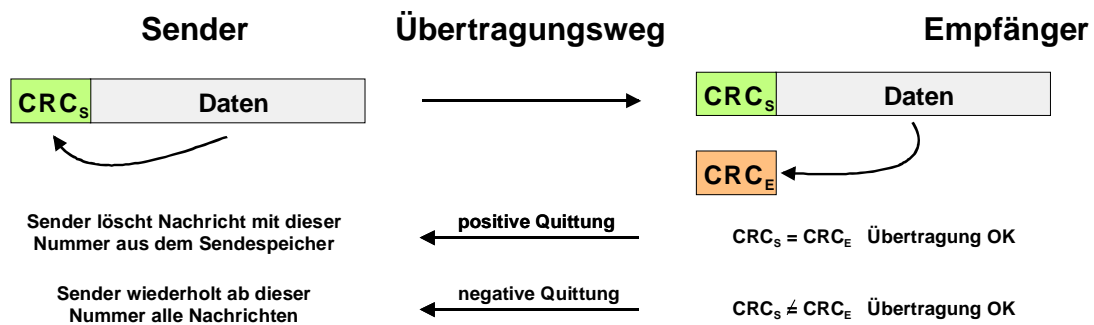 Sender Übertragungsweg Empfänger
CRCS Daten CRCS Daten
CRCE
Sender löscht Nachricht mit dieser
Nummer aus dem Sendespeicher
positive Quittung
CRCS = CRCE Übertragung OK
Sender wiederholt ab dieser
Nummer alle Nachrichten
negative Quittung
CRCS ≠ CRCE Übertragung OK